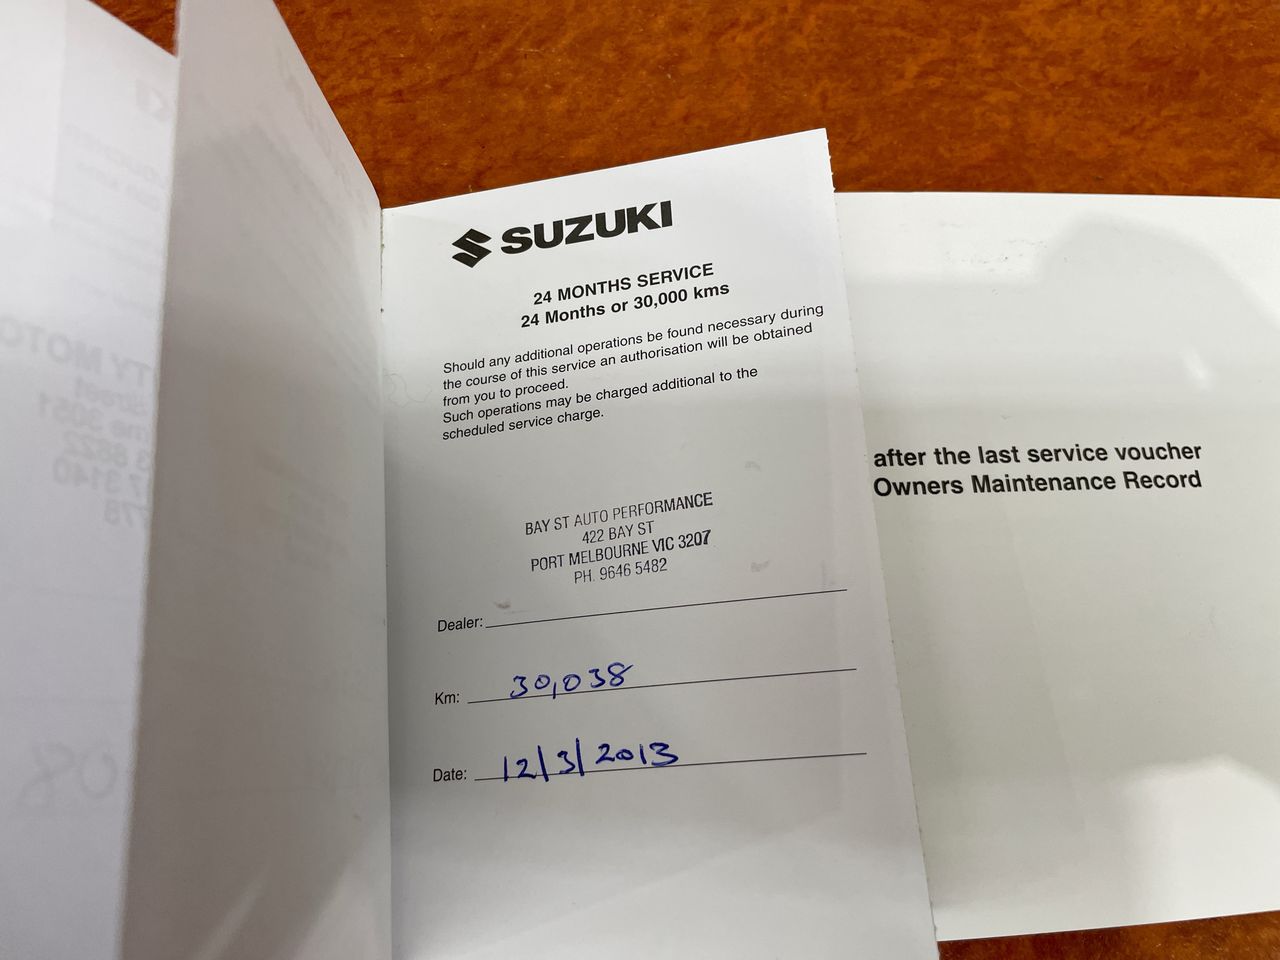 SUZUKI
24 MONTHS SERVICE
24 Months or 30,000 kms
Should any additional operations be found necessary during
the course of this service an authorisation will be obtained
from you to proceed.
Such operations may be charged additional to the
scheduled service charge.
BAY ST AUTO PERFORMANCE
422 BAY ST
PORT MELBOURNE VIC 3207
PH. 9646 5482
Dealer:
Km: 30,038
Date: 12/3/2013
after the last service voucher
Owners Maintenance Record